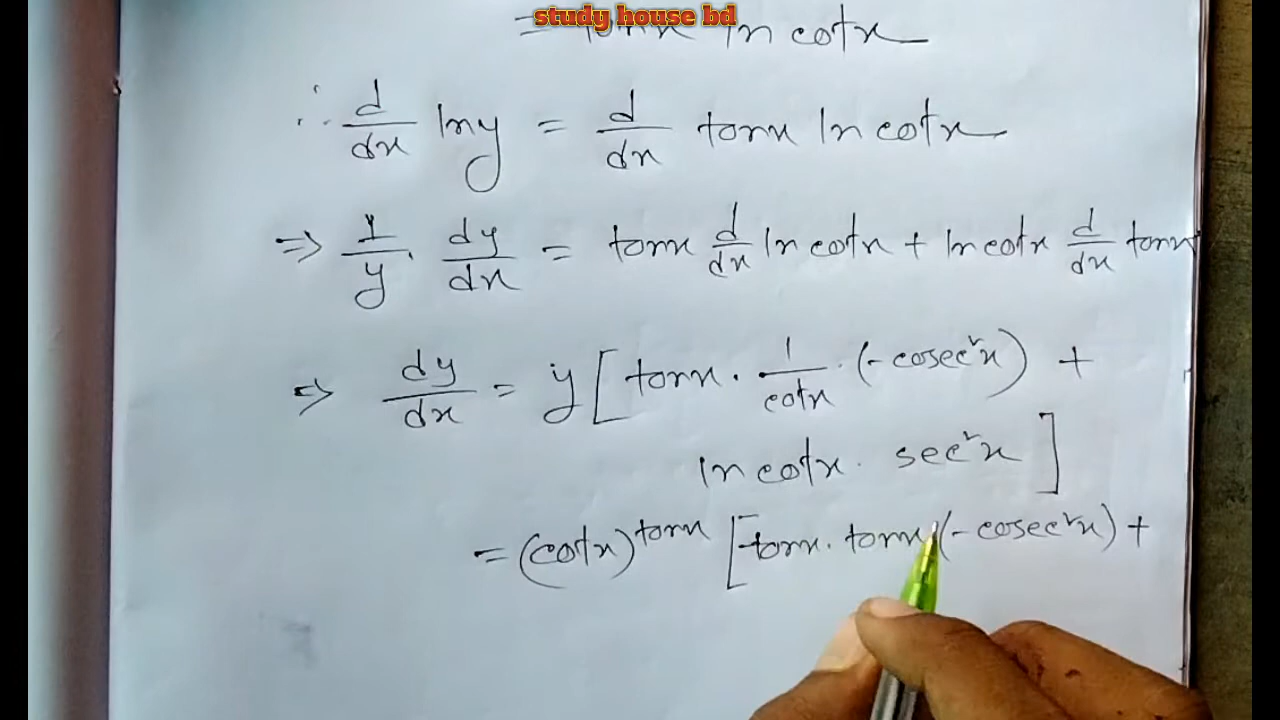 study house bd
= tanx ln cotx
∴ d/dx lny = d/dx tanx ln cotx
⇒ 1/y · dy/dx = tanx d/dx ln cotx + ln cotx d/dx tanx
⇒ dy/dx = y [ tanx · 1/cotx · (- cosec²x) +
ln cotx · sec²x ]
= (cotx)^tanx [ tanx · tanx (- cosec²x) +